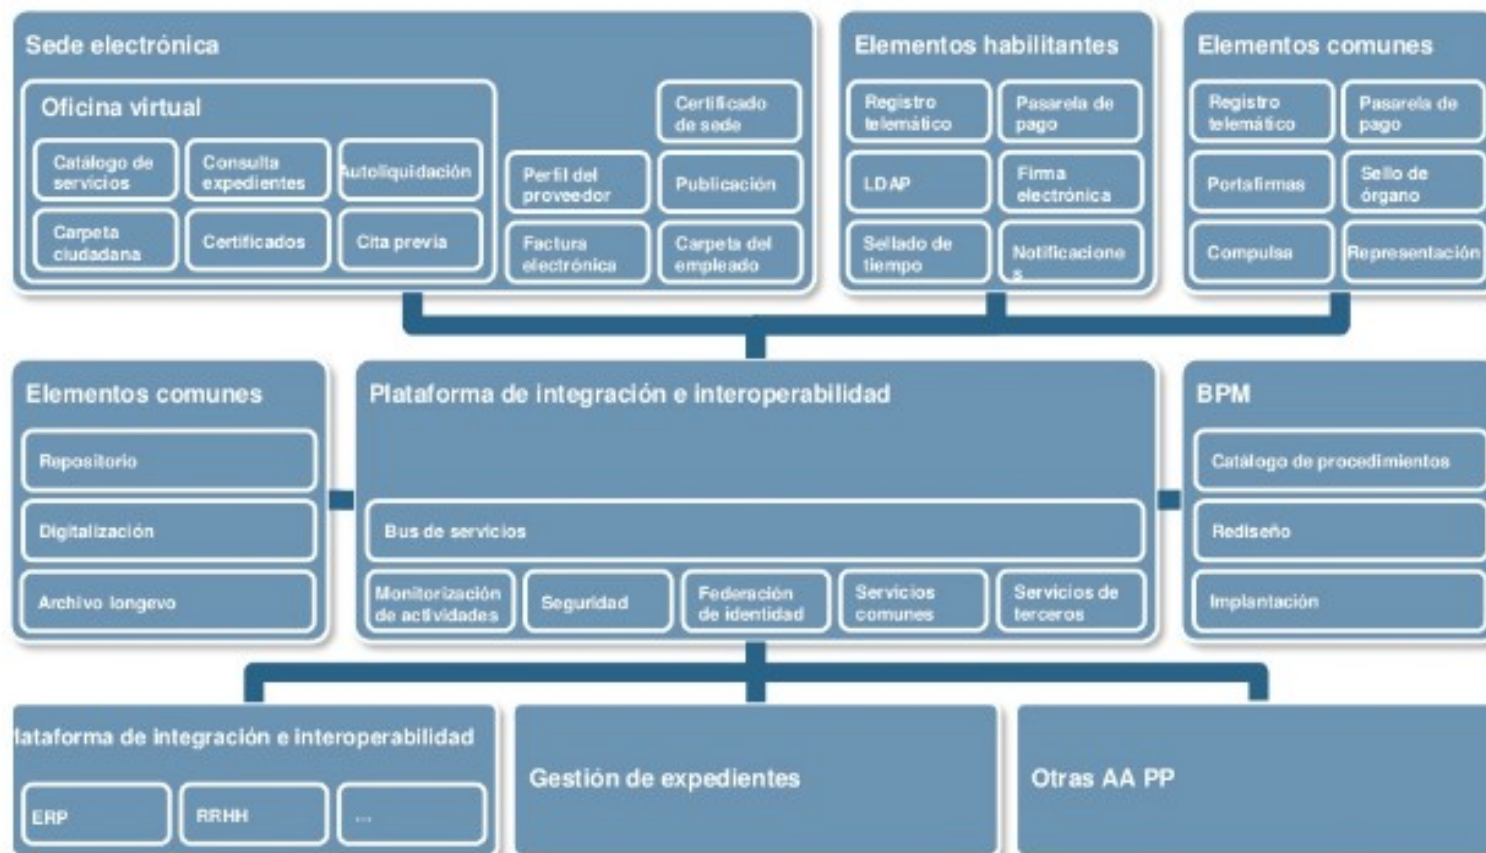 Sede electrónica
Oficina virtual
Catálogo de
servicios
Consulta
expedientes
Autoliquidación
Carpeta
ciudadana
Certificados
Cita previa
Certificado
de sede
Perfil del
proveedor
Publicación
Factura
electrónica
Carpeta del
empleado
Elementos habilitantes
Registro
telemático
Pasarela de
pago
LDAP
Firma
electrónica
Sellado de
tiempo
Notificacione
s
Elementos comunes
Registro
telemático
Pasarela de
pago
Portafirmas
Sello de
órgano
Compulsa
Representación
Elementos comunes
Repositorio
Digitalización
Archivo longevo
Plataforma de integración e interoperabilidad
Bus de servicios
Monitorización
de actividades
Seguridad
Federación
de identidad
Servicios
comunes
Servicios de
terceros
BPM
Catálogo de procedimientos
Rediseño
Implantación
lataforma de integración e interoperabilidad
ERP
RRHH
...
Gestión de expedientes
Otras AA PP